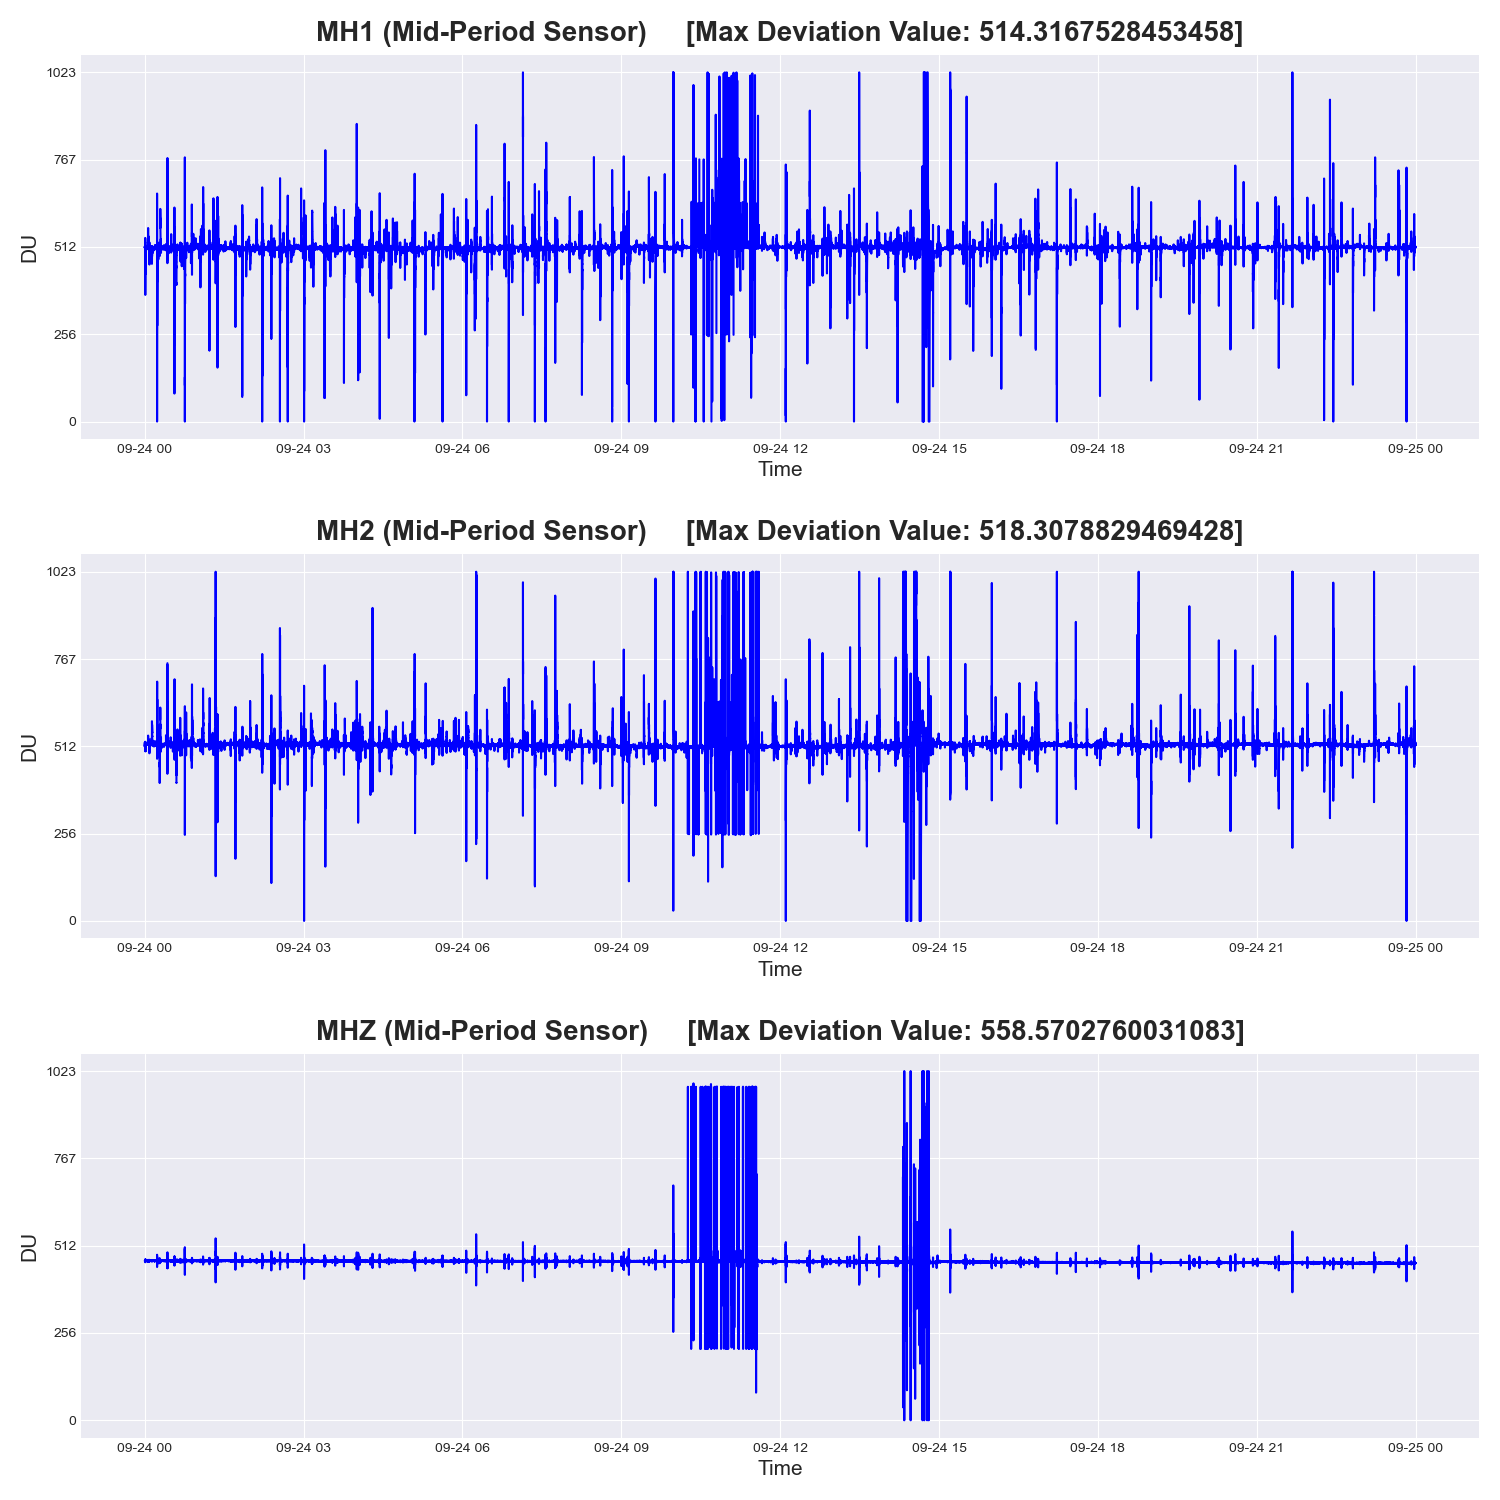 MH1 (Mid-Period Sensor) [Max Deviation Value: 514.3167528453458]
1023
767
512
256
0
DU
09-24 00 09-24 03 09-24 06 09-24 09 09-24 12 09-24 15 09-24 18 09-24 21 09-25 00
Time
MH2 (Mid-Period Sensor) [Max Deviation Value: 518.3078829469428]
1023
767
512
256
0
DU
09-24 00 09-24 03 09-24 06 09-24 09 09-24 12 09-24 15 09-24 18 09-24 21 09-25 00
Time
MHZ (Mid-Period Sensor) [Max Deviation Value: 558.5702760031083]
1023
767
512
256
0
DU
09-24 00 09-24 03 09-24 06 09-24 09 09-24 12 09-24 15 09-24 18 09-24 21 09-25 00
Time